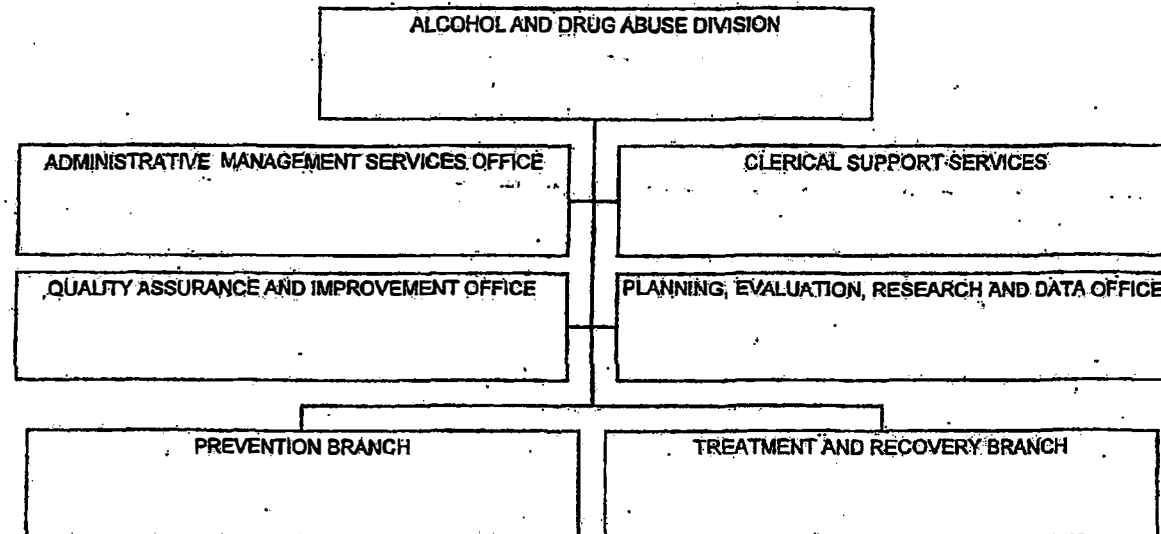 ALCOHOL AND DRUG ABUSE DIVISION
ADMINISTRATIVE MANAGEMENT SERVICES OFFICE
CLERICAL SUPPORT SERVICES
QUALITY ASSURANCE AND IMPROVEMENT OFFICE
PLANNING, EVALUATION, RESEARCH AND DATA OFFICE
PREVENTION BRANCH
TREATMENT AND RECOVERY BRANCH